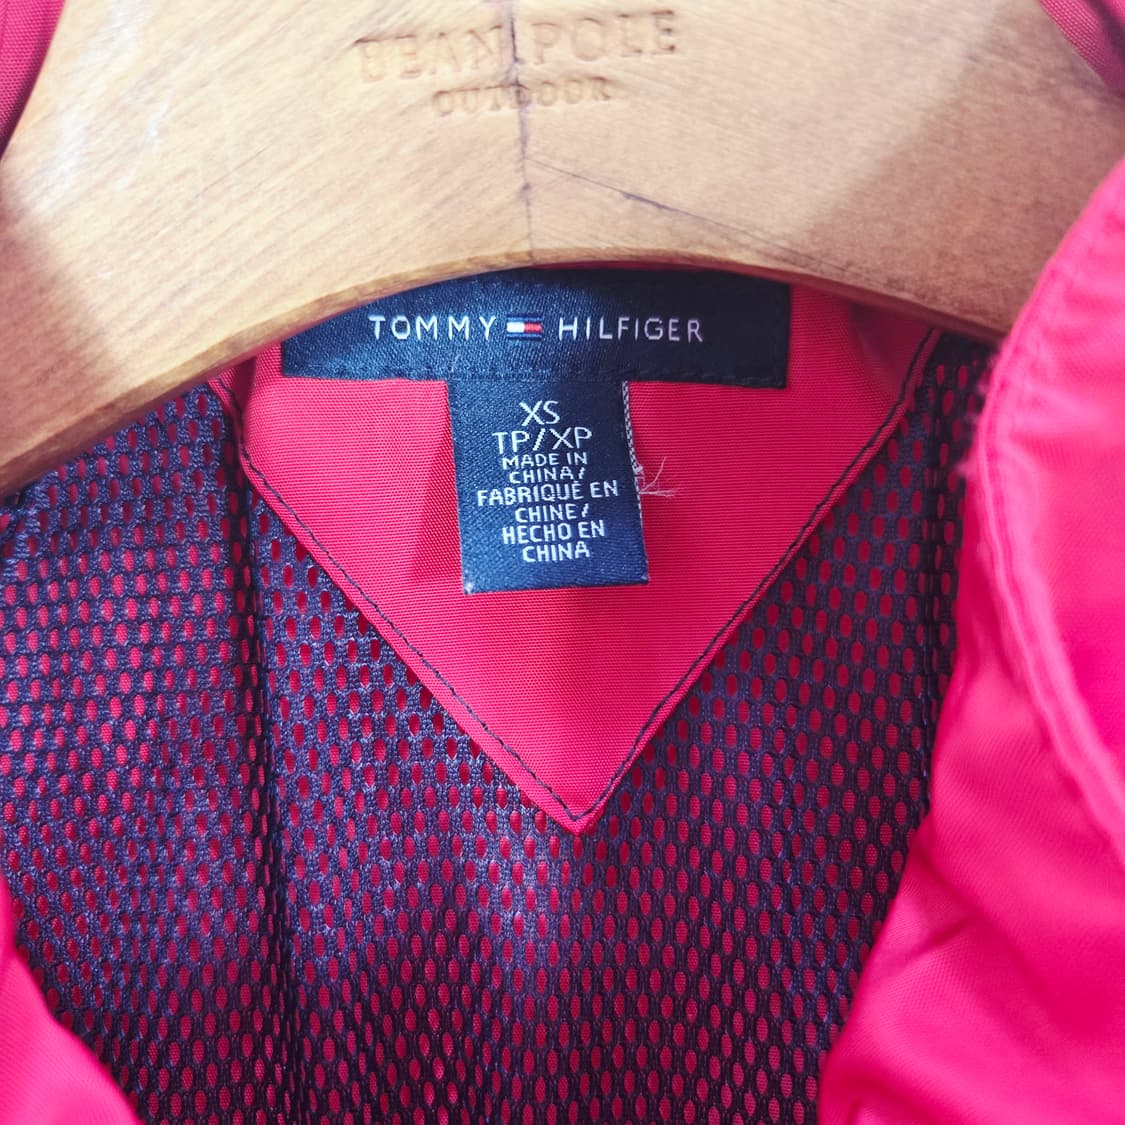 BEAN POLE
OUTDOOR
TOMMY HILFIGER
XS
TP/XP
MADE IN
CHINA/
FABRIQUÉ EN
CHINE/
HECHO EN
CHINA